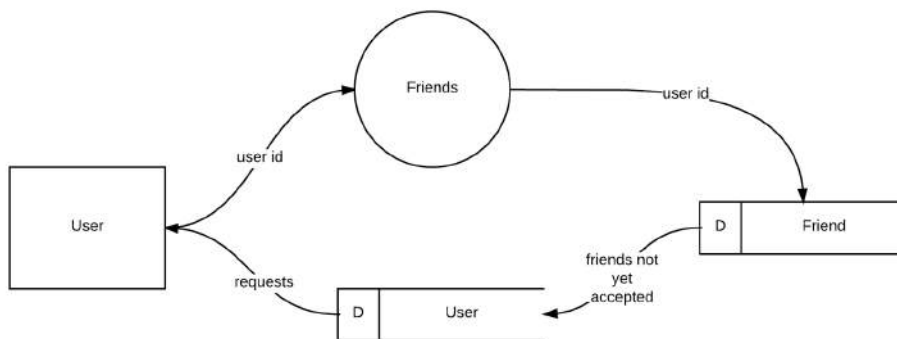 Friends
user id
user id
User
D
Friend
friends not
yet
accepted
requests
D
User